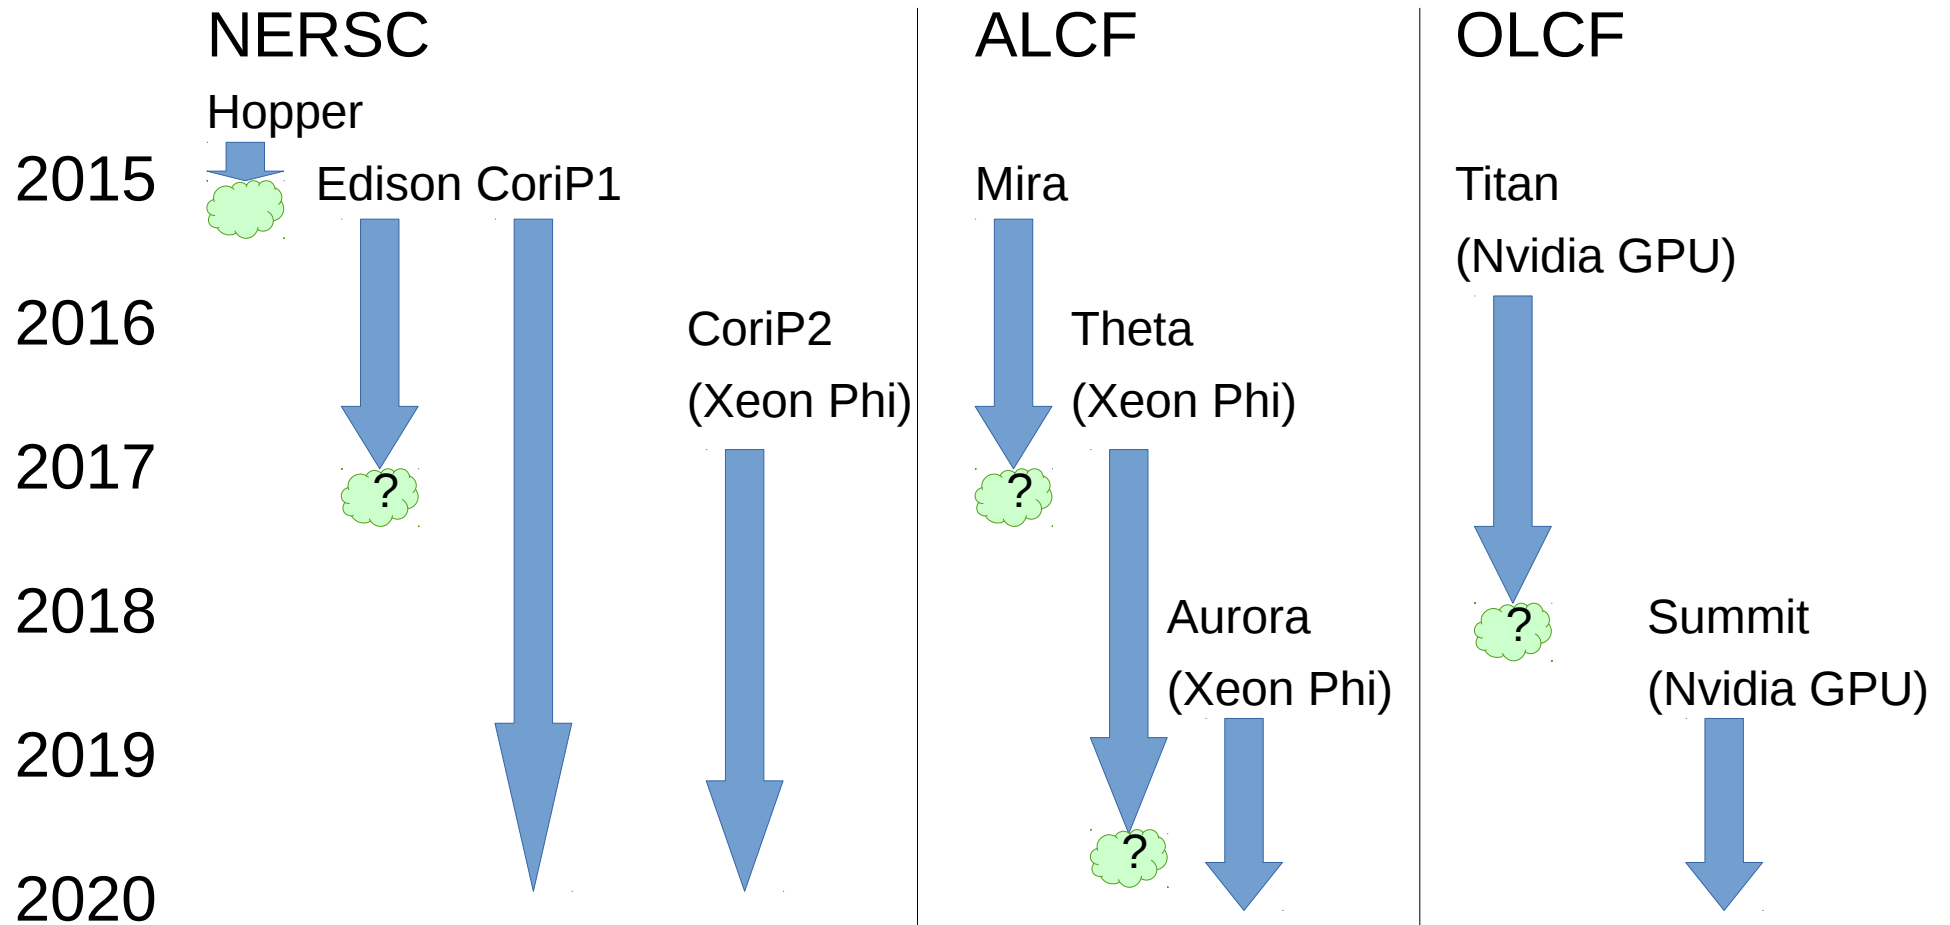 NERSC ALCF OLCF
Hopper
2015 Edison CoriP1 Mira Titan
(Nvidia GPU)
2016 CoriP2 Theta
(Xeon Phi) (Xeon Phi)
2017 ? ?
2018 Aurora ? Summit
(Xeon Phi) (Nvidia GPU)
2019
?
2020